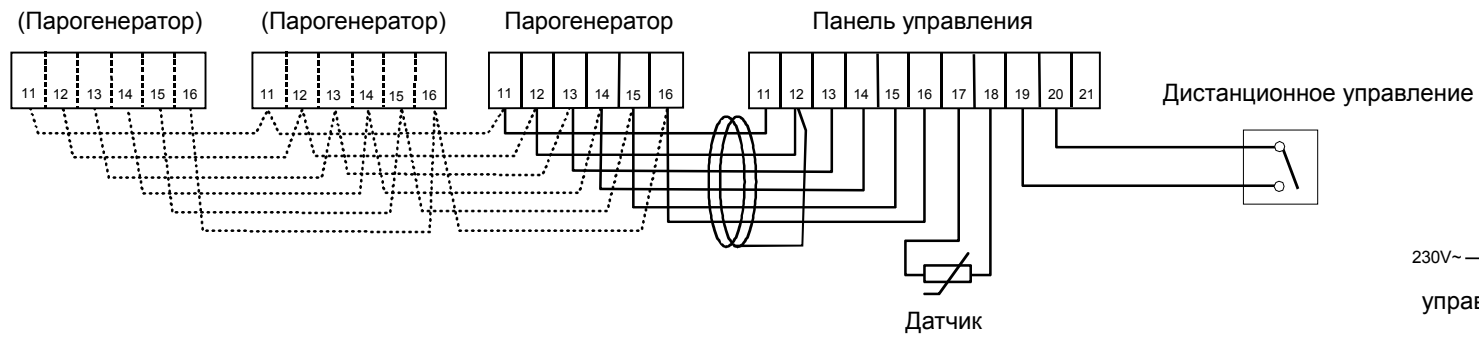 (Парогенератор) (Парогенератор) Парогенератор Панель управления
11 12 13 14 15 16 11 12 13 14 15 16 11 12 13 14 15 16 11 12 13 14 15 16 17 18 19 20 21
Дистанционное управление
230V~
управ
Датчик